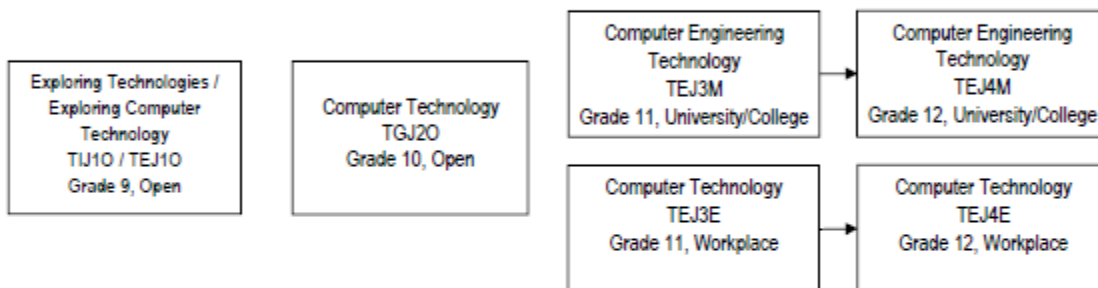 Exploring Technologies /
Exploring Computer
Technology
TIJ1O / TEJ1O
Grade 9, Open
Computer Technology
TGJ2O
Grade 10, Open
Computer Engineering
Technology
TEJ3M
Grade 11, University/College
Computer Engineering
Technology
TEJ4M
Grade 12, University/College
Computer Technology
TEJ3E
Grade 11, Workplace
Computer Technology
TEJ4E
Grade 12, Workplace